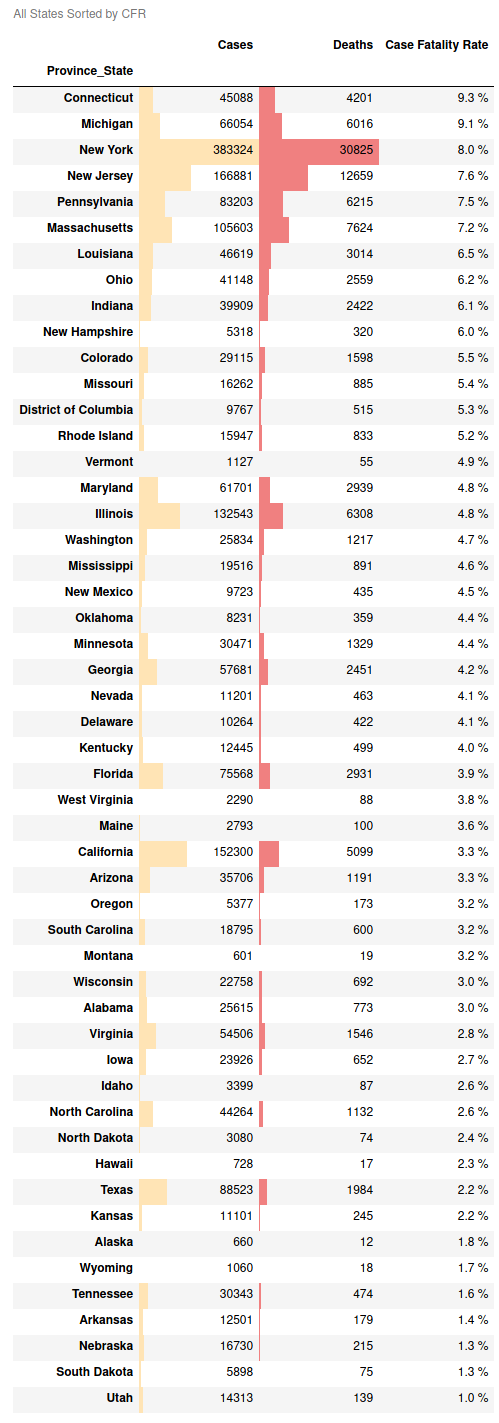 All States Sorted by CFR
Cases Deaths Case Fatality Rate
Province_State
Connecticut 45088 4201 9.3 %
Michigan 66054 6016 9.1 %
New York 383324 30825 8.0 %
New Jersey 166881 12659 7.6 %
Pennsylvania 83203 6215 7.5 %
Massachusetts 105603 7624 7.2 %
Louisiana 46619 3014 6.5 %
Ohio 41148 2559 6.2 %
Indiana 39909 2422 6.1 %
New Hampshire 5318 320 6.0 %
Colorado 29115 1598 5.5 %
Missouri 16262 885 5.4 %
District of Columbia 9767 515 5.3 %
Rhode Island 15947 833 5.2 %
Vermont 1127 55 4.9 %
Maryland 61701 2939 4.8 %
Illinois 132543 6308 4.8 %
Washington 25834 1217 4.7 %
Mississippi 19516 891 4.6 %
New Mexico 9723 435 4.5 %
Oklahoma 8231 359 4.4 %
Minnesota 30471 1329 4.4 %
Georgia 57681 2451 4.2 %
Nevada 11201 463 4.1 %
Delaware 10264 422 4.1 %
Kentucky 12445 499 4.0 %
Florida 75568 2931 3.9 %
West Virginia 2290 88 3.8 %
Maine 2793 100 3.6 %
California 152300 5099 3.3 %
Arizona 35706 1191 3.3 %
Oregon 5377 173 3.2 %
South Carolina 18795 600 3.2 %
Montana 601 19 3.2 %
Wisconsin 22758 692 3.0 %
Alabama 25615 773 3.0 %
Virginia 54506 1546 2.8 %
Iowa 23926 652 2.7 %
Idaho 3399 87 2.6 %
North Carolina 44264 1132 2.6 %
North Dakota 3080 74 2.4 %
Hawaii 728 17 2.3 %
Texas 88523 1984 2.2 %
Kansas 11101 245 2.2 %
Alaska 660 12 1.8 %
Wyoming 1060 18 1.7 %
Tennessee 30343 474 1.6 %
Arkansas 12501 179 1.4 %
Nebraska 16730 215 1.3 %
South Dakota 5898 75 1.3 %
Utah 14313 139 1.0 %